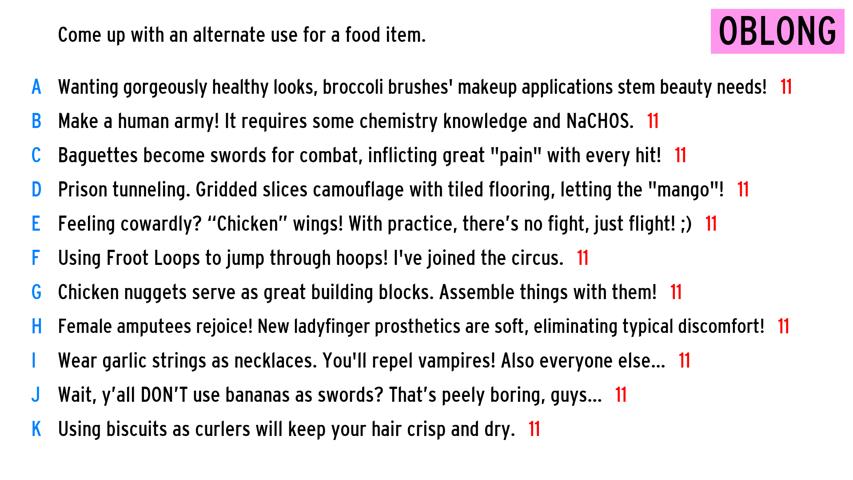 Come up with an alternate use for a food item.
OBLONG
A Wanting gorgeously healthy looks, broccoli brushes' makeup applications stem beauty needs! 11
B Make a human army! It requires some chemistry knowledge and NaCHOS. 11
C Baguettes become swords for combat, inflicting great "pain" with every hit! 11
D Prison tunneling. Gridded slices camouflage with tiled flooring, letting the "mango"! 11
E Feeling cowardly? “Chicken” wings! With practice, there’s no fight, just flight! ;) 11
F Using Froot Loops to jump through hoops! I've joined the circus. 11
G Chicken nuggets serve as great building blocks. Assemble things with them! 11
H Female amputees rejoice! New ladyfinger prosthetics are soft, eliminating typical discomfort! 11
I Wear garlic strings as necklaces. You'll repel vampires! Also everyone else... 11
J Wait, y’all DON’T use bananas as swords? That’s peely boring, guys... 11
K Using biscuits as curlers will keep your hair crisp and dry. 11